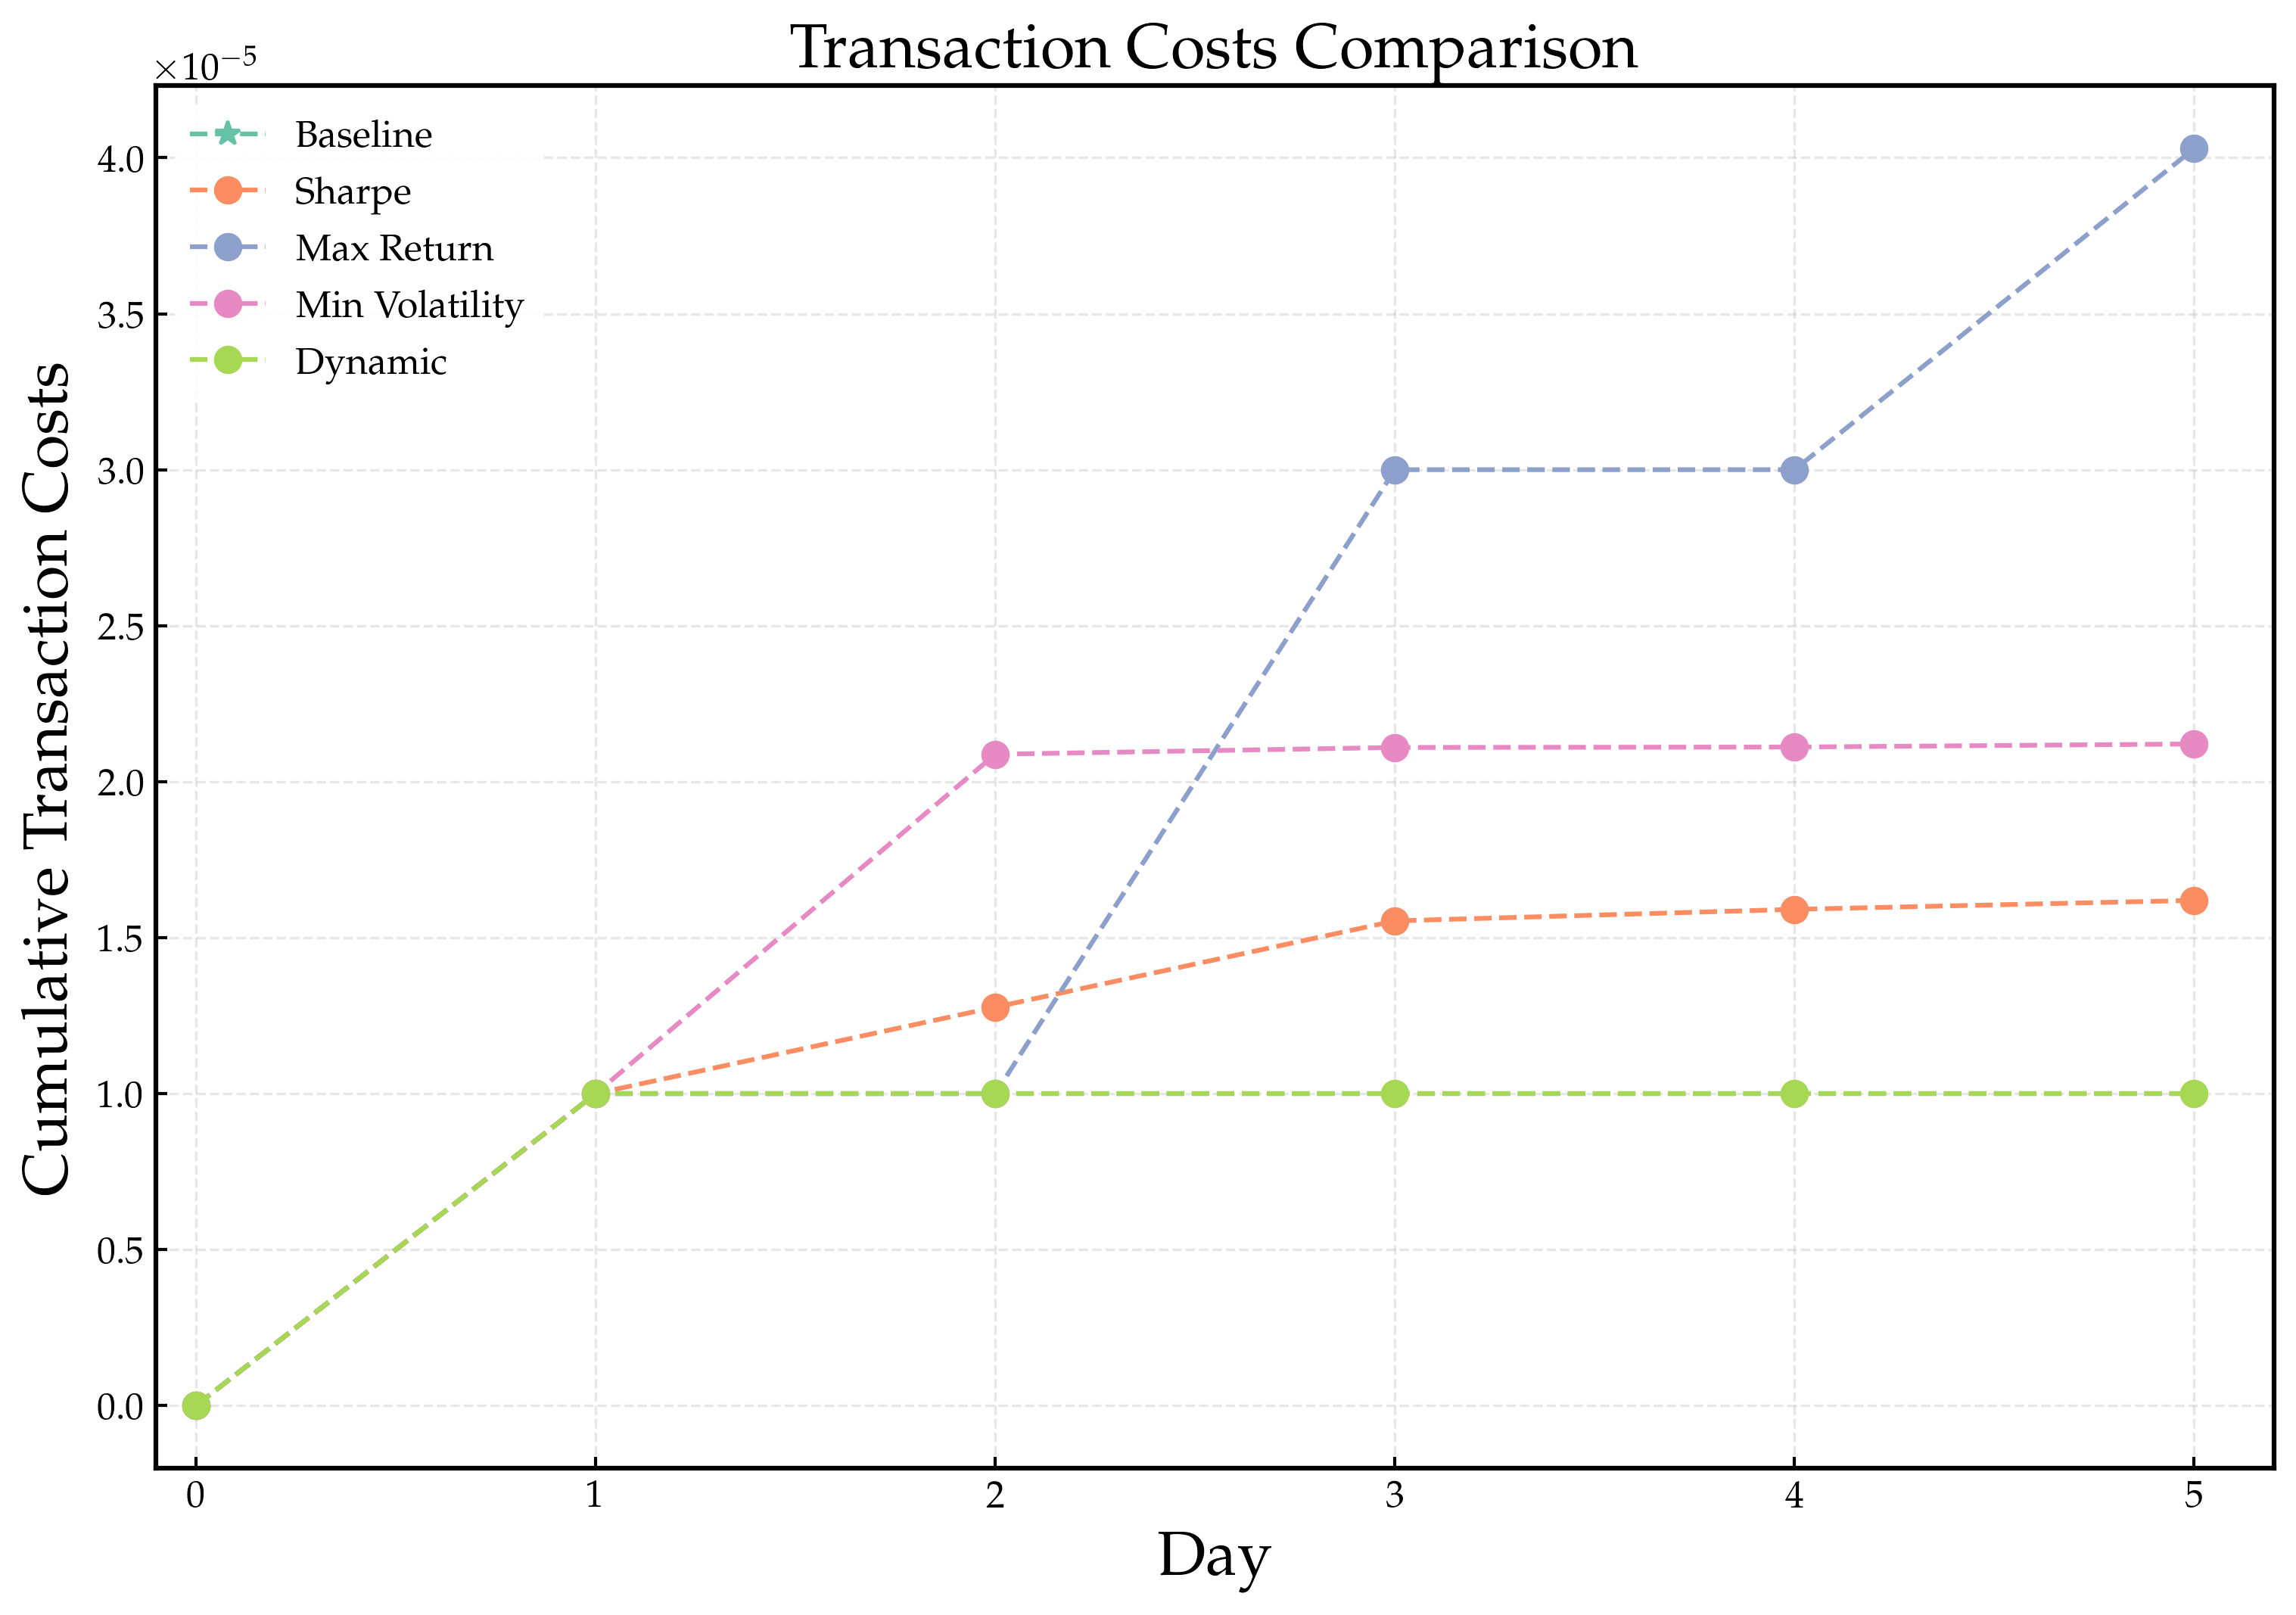 Transaction Costs Comparison
×10⁻⁵
Baseline
Sharpe
Max Return
Min Volatility
Dynamic
4.0
3.5
3.0
2.5
2.0
1.5
1.0
0.5
0.0
Cumulative Transaction Costs
0 1 2 3 4 5
Day